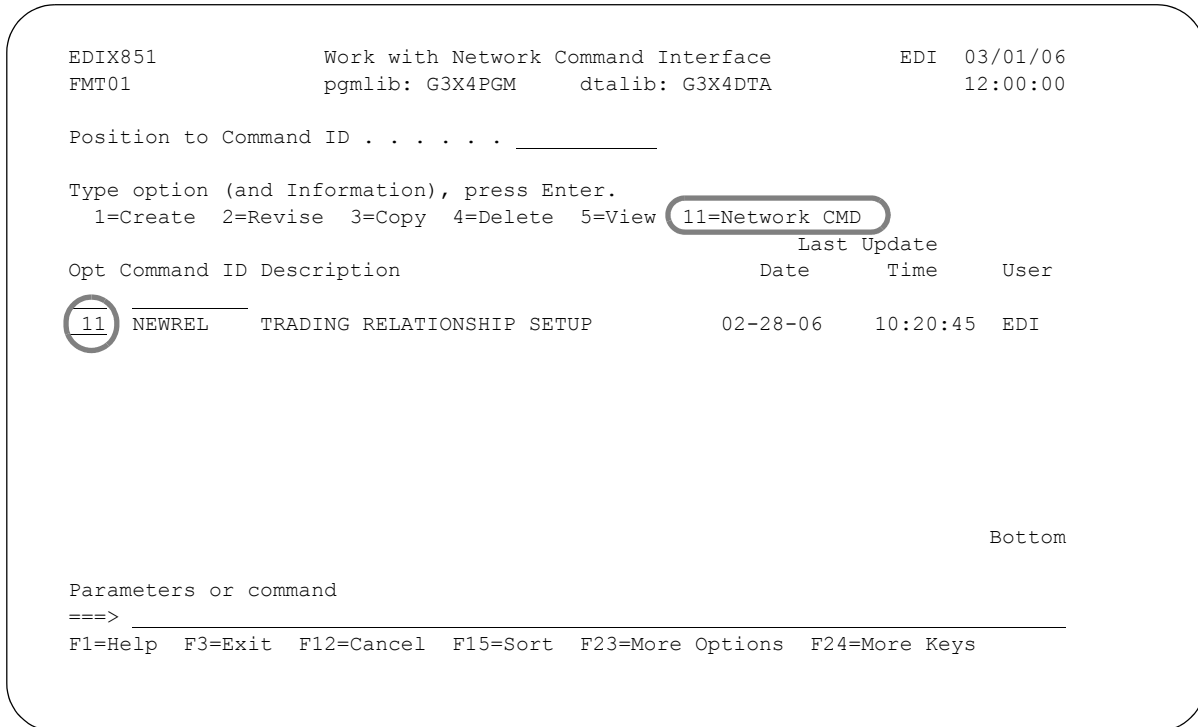 EDIX851 Work with Network Command Interface EDI 03/01/06
FMT01 pgmlib: G3X4PGM dtalib: G3X4DTA 12:00:00
Position to Command ID . . . . . .
Type option (and Information), press Enter.
1=Create 2=Revise 3=Copy 4=Delete 5=View 11=Network CMD
Last Update
Opt Command ID Description Date Time User
11 NEWREL TRADING RELATIONSHIP SETUP 02-28-06 10:20:45 EDI
Bottom
Parameters or command
===>
F1=Help F3=Exit F12=Cancel F15=Sort F23=More Options F24=More Keys